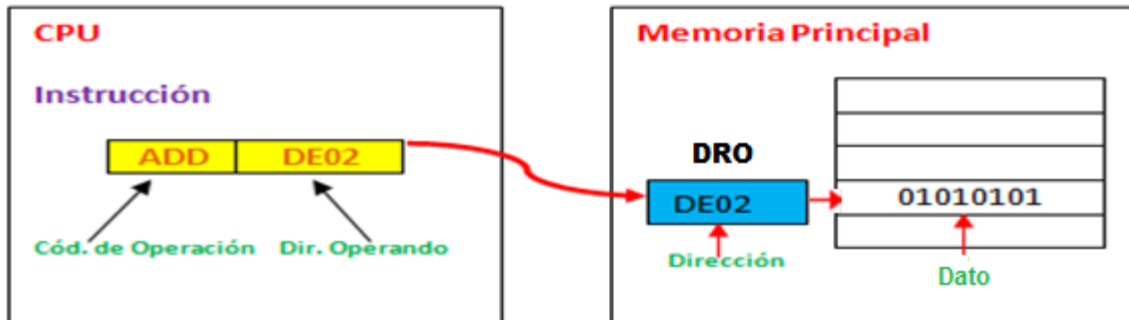 CPU
Instrucción
ADD DE02
Cód. de Operación Dir. Operando
Memoria Principal
DRO
DE02
01010101
Dirección
Dato